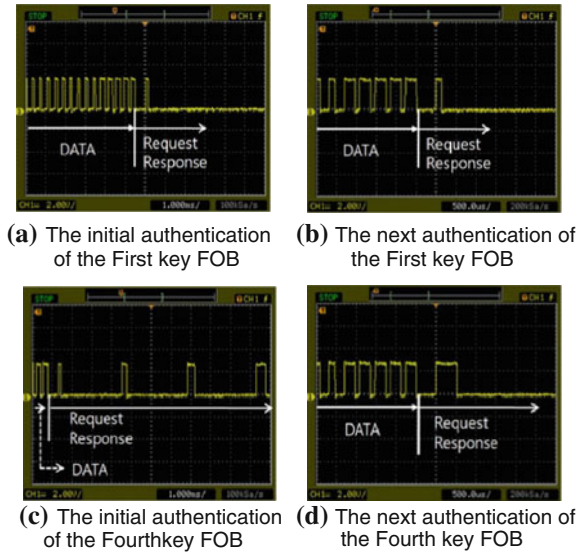 STOP CH1
DATA
Request
Response
CH1= 2.00V/ 1.000ms/ 100kSa/s
(a) The initial authentication
of the First key FOB
STOP CH1
DATA
Request
Response
CH1= 2.00V/ 500.0us/ 200kSa/s
(b) The next authentication of
the First key FOB
STOP CH1
Request
Response
DATA
CH1= 2.00V/ 1.000ms/ 100kSa/s
(c) The initial authentication
of the Fourthkey FOB
STOP CH1
DATA
Request
Response
CH1= 2.00V/ 500.0us/ 200kSa/s
(d) The next authentication of
the Fourth key FOB